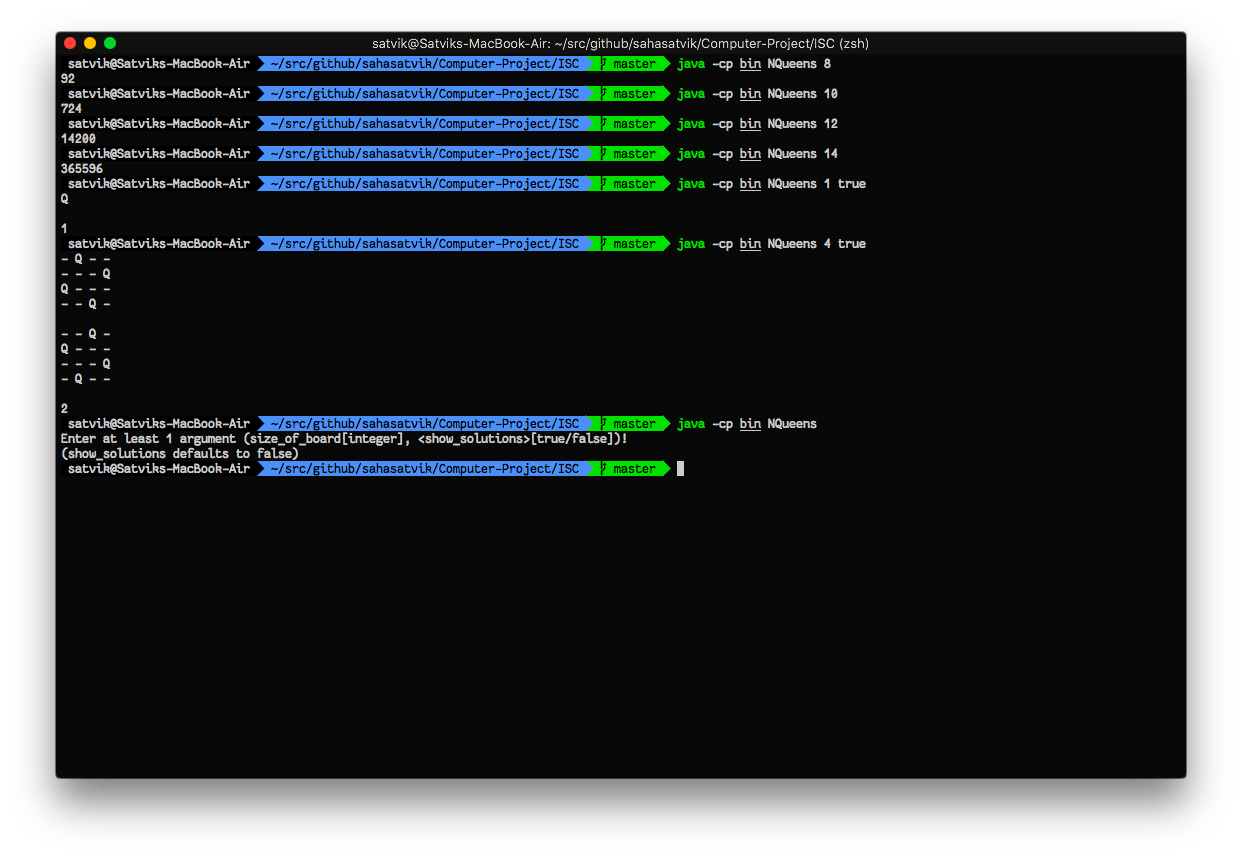 satvik@Satviks-MacBook-Air: ~/src/github/sahasatvik/Computer-Project/ISC (zsh)
satvik@Satviks-MacBook-Air ~/src/github/sahasatvik/Computer-Project/ISC master java -cp bin NQueens 8
92
satvik@Satviks-MacBook-Air ~/src/github/sahasatvik/Computer-Project/ISC master java -cp bin NQueens 10
724
satvik@Satviks-MacBook-Air ~/src/github/sahasatvik/Computer-Project/ISC master java -cp bin NQueens 12
14200
satvik@Satviks-MacBook-Air ~/src/github/sahasatvik/Computer-Project/ISC master java -cp bin NQueens 14
365596
satvik@Satviks-MacBook-Air ~/src/github/sahasatvik/Computer-Project/ISC master java -cp bin NQueens 1 true
Q
1
satvik@Satviks-MacBook-Air ~/src/github/sahasatvik/Computer-Project/ISC master java -cp bin NQueens 4 true
- Q - -
- - - Q
Q - - -
- - Q -
- - Q -
Q - - -
- - - Q
- Q - -
2
satvik@Satviks-MacBook-Air ~/src/github/sahasatvik/Computer-Project/ISC master java -cp bin NQueens
Enter at least 1 argument (size_of_board[integer], <show_solutions>[true/false])!
(show_solutions defaults to false)
satvik@Satviks-MacBook-Air ~/src/github/sahasatvik/Computer-Project/ISC master